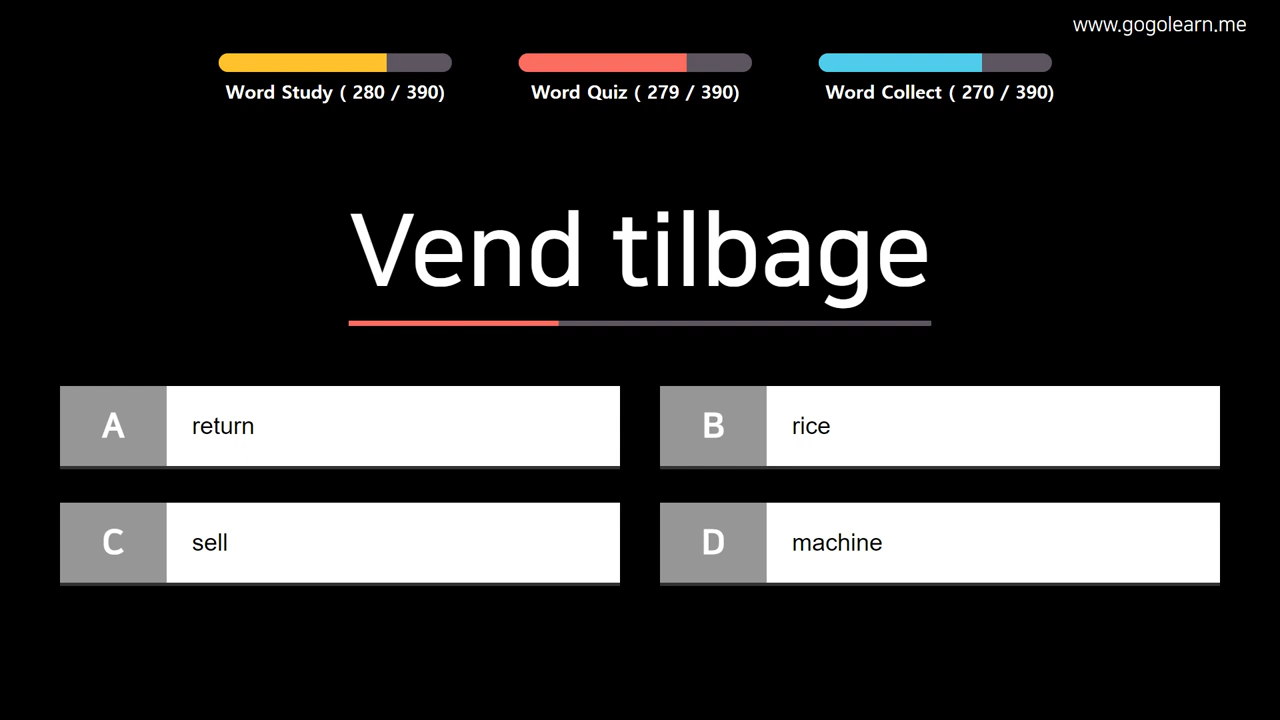 www.gogolearn.me
Word Study ( 280 / 390)
Word Quiz ( 279 / 390)
Word Collect ( 270 / 390)
Vend tilbage
A return
B rice
C sell
D machine